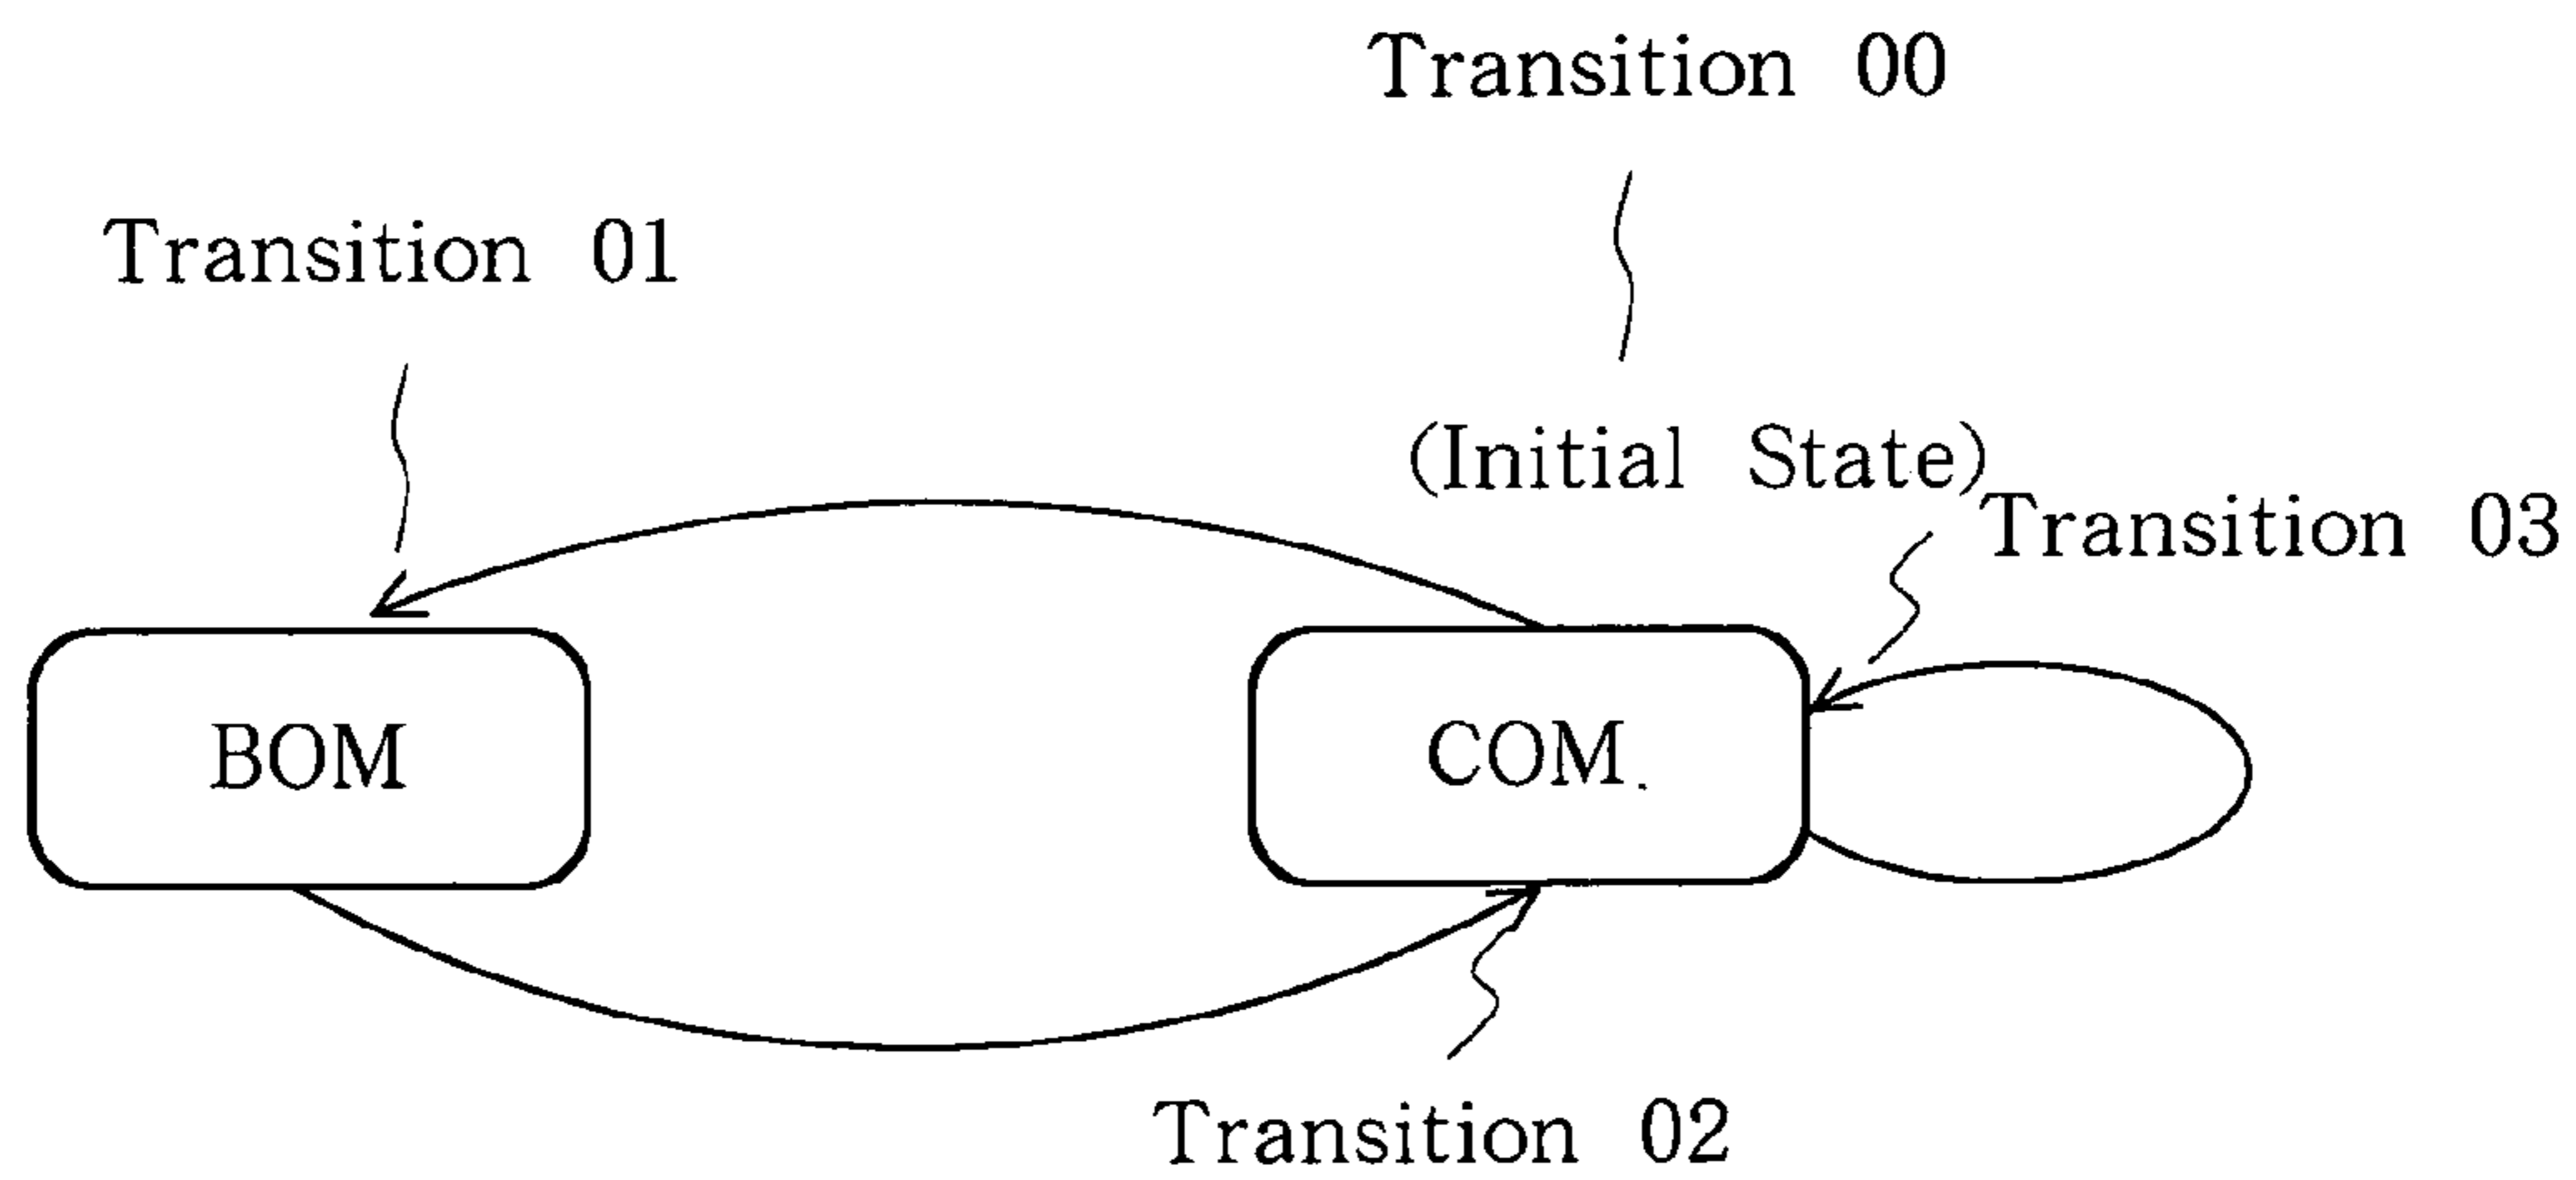 Transition 00
Transition 01
(Initial State)
Transition 03
BOM
COM.
Transition 02